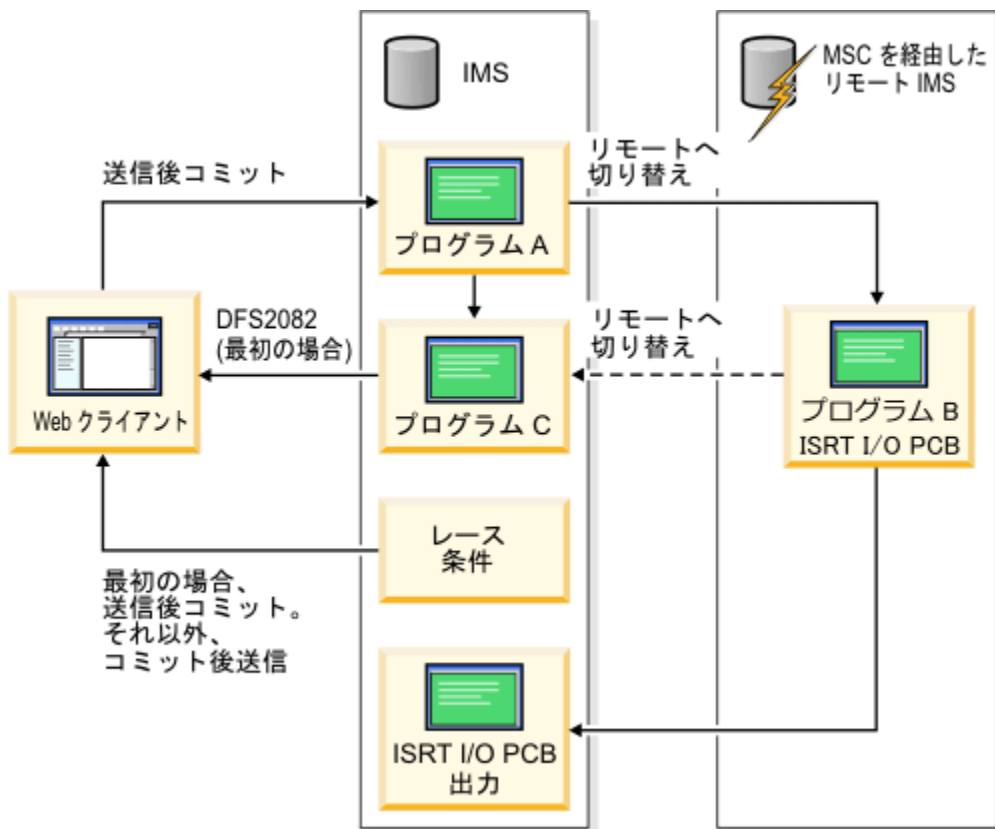 IMS
MSC を経由した
リモート IMS
送信後コミット
プログラム A
リモートへ
切り替え
DFS2082
(最初の場合)
Web クライアント
プログラム C
リモートへ
切り替え
プログラム B
ISRT I/O PCB
レース
条件
最初の場合、
送信後コミット。
それ以外、
コミット後送信
ISRT I/O PCB
出力